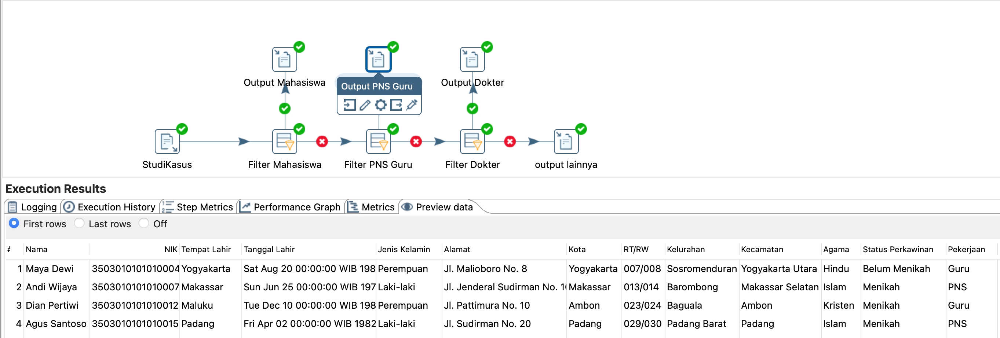 Output Mahasiswa
Output PNS Guru
Output Dokter
StudiKasus
Filter Mahasiswa
Filter PNS Guru
Filter Dokter
output lainnya
Execution Results
Logging Execution History Step Metrics Performance Graph Metrics Preview data
First rows Last rows Off
# Nama NIK Tempat Lahir Tanggal Lahir Jenis Kelamin Alamat Kota RT/RW Kelurahan Kecamatan Agama Status Perkawinan Pekerjaan
1 Maya Dewi 3503010101010004 Yogyakarta Sat Aug 20 00:00:00 WIB 198 Perempuan Jl. Malioboro No. 8 Yogyakarta 007/008 Sosromenduran Yogyakarta Utara Hindu Belum Menikah Guru
2 Andi Wijaya 3503010101010007 Makassar Sun Jun 25 00:00:00 WIB 197 Laki-laki Jl. Jenderal Sudirman No. 1 Makassar 013/014 Barombong Makassar Selatan Islam Menikah PNS
3 Dian Pertiwi 3503010101010012 Maluku Tue Dec 10 00:00:00 WIB 198 Perempuan Jl. Pattimura No. 10 Ambon 023/024 Baguala Ambon Kristen Menikah Guru
4 Agus Santoso 3503010101010015 Padang Fri Apr 02 00:00:00 WIB 1982 Laki-laki Jl. Sudirman No. 20 Padang 029/030 Padang Barat Padang Islam Menikah PNS